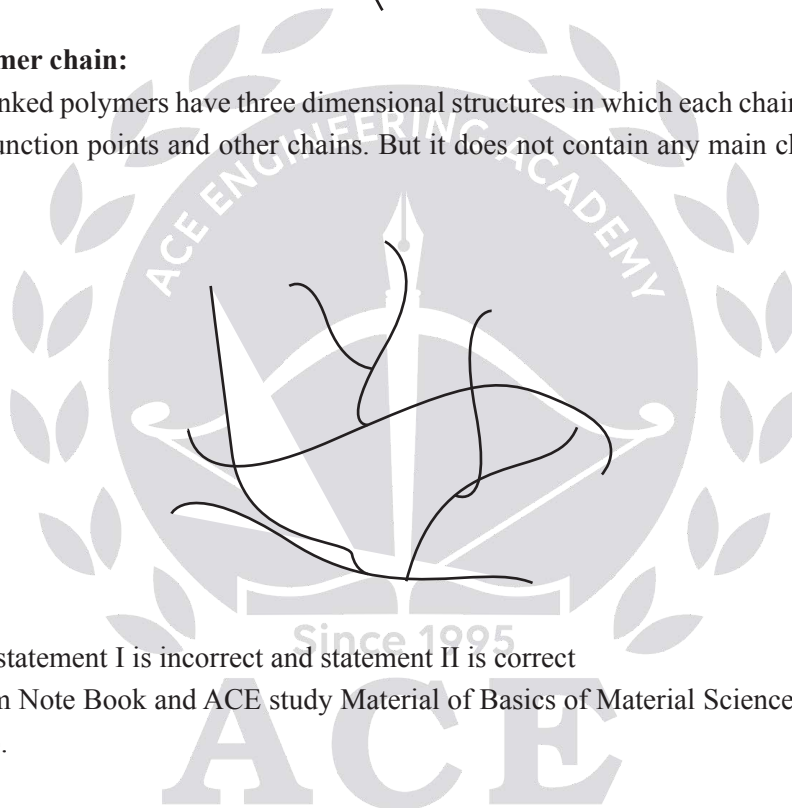 mer chain:
nked polymers have three dimensional structures in which each chain
unction points and other chains. But it does not contain any main ch
ACE ENGINEERING ACADEMY
Since 1995
statement I is incorrect and statement II is correct
n Note Book and ACE study Material of Basics of Material Science
.
ACE